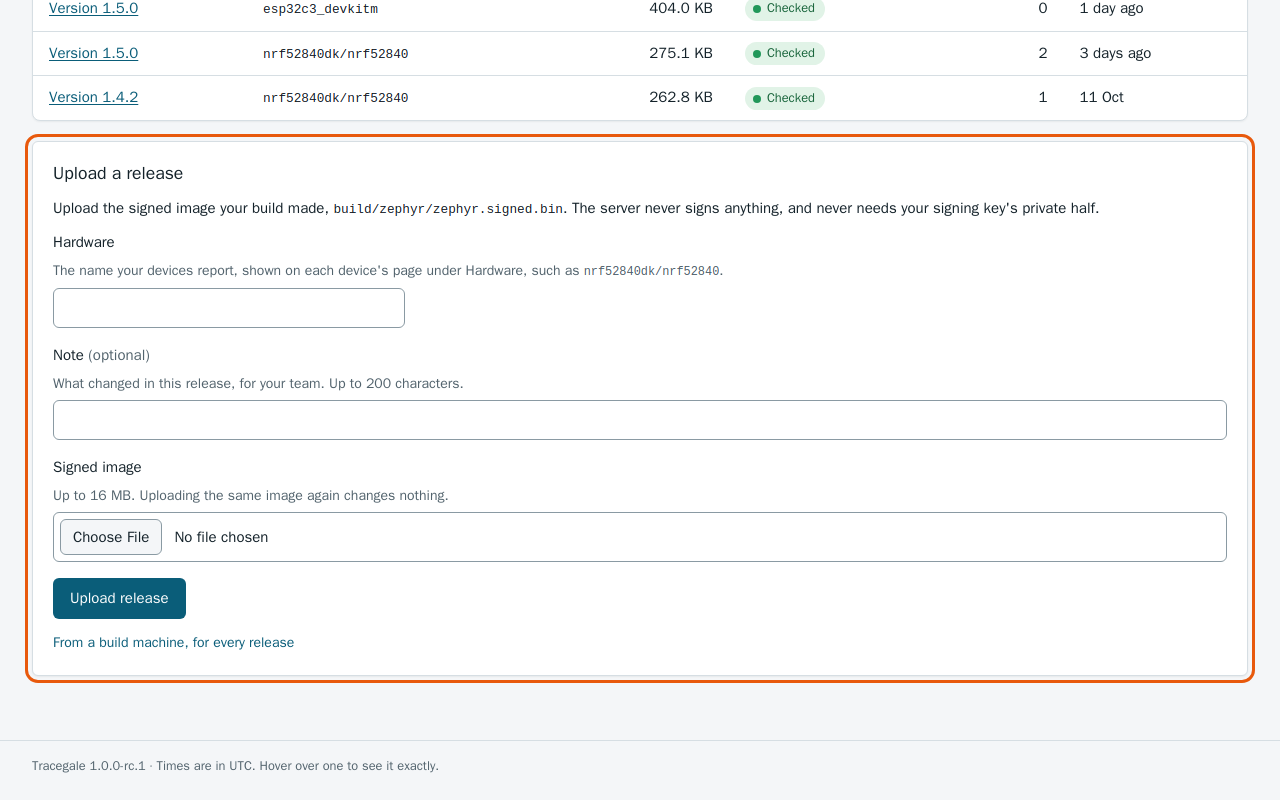 Version 1.5.0 esp32c3_devkitm 404.0 KB Checked 0 1 day ago
Version 1.5.0 nrf52840dk/nrf52840 275.1 KB Checked 2 3 days ago
Version 1.4.2 nrf52840dk/nrf52840 262.8 KB Checked 1 11 Oct
Upload a release
Upload the signed image your build made, build/zephyr/zephyr.signed.bin. The server never signs anything, and never needs your signing key's private half.
Hardware
The name your devices report, shown on each device's page under Hardware, such as nrf52840dk/nrf52840.
Note (optional)
What changed in this release, for your team. Up to 200 characters.
Signed image
Up to 16 MB. Uploading the same image again changes nothing.
Choose File No file chosen
Upload release
From a build machine, for every release
Tracegale 1.0.0-rc.1 · Times are in UTC. Hover over one to see it exactly.